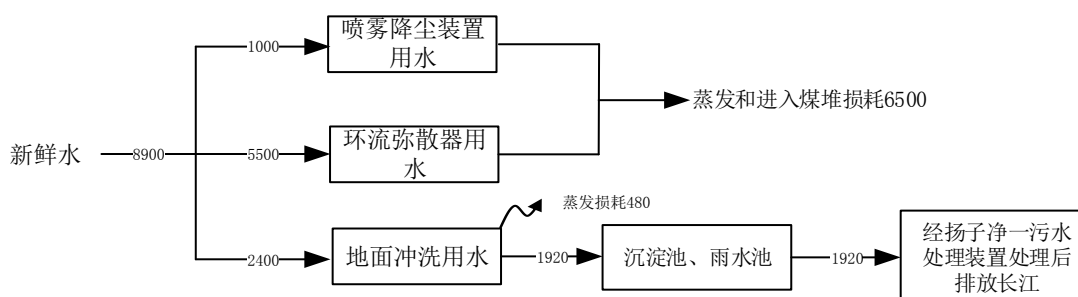 喷雾降尘装置
用水
1000
蒸发和进入煤堆损耗6500
新鲜水
8900
5500
环流弥散器用
水
蒸发损耗480
2400
地面冲洗用水
1920
沉淀池、雨水池
1920
经扬子净一污水
处理装置处理后
排放长江